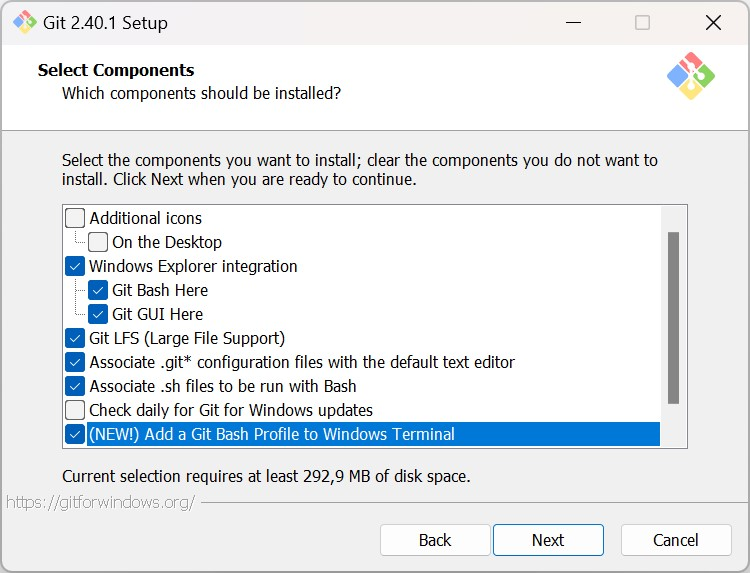 Git 2.40.1 Setup
Select Components
Which components should be installed?
Select the components you want to install; clear the components you do not want to
install. Click Next when you are ready to continue.
Additional icons
On the Desktop
Windows Explorer integration
Git Bash Here
Git GUI Here
Git LFS (Large File Support)
Associate .git* configuration files with the default text editor
Associate .sh files to be run with Bash
Check daily for Git for Windows updates
(NEW!) Add a Git Bash Profile to Windows Terminal
Current selection requires at least 292,9 MB of disk space.
https://gitforwindows.org/
Back
Next
Cancel